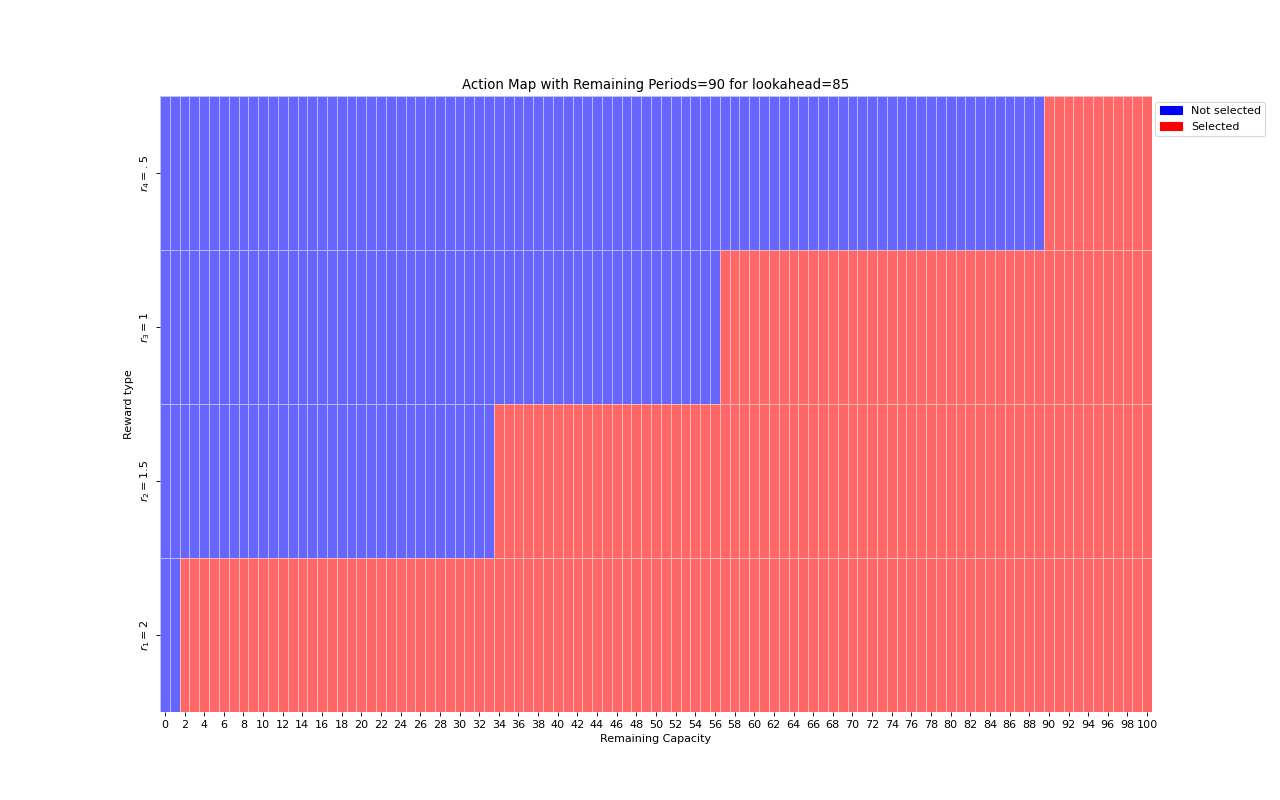 Action Map with Remaining Periods=90 for lookahead=85
Not selected
Selected
Reward type
r₄ = .5
r₃ = 1
r₂ = 1.5
r₁ = 2
0 2 4 6 8 10 12 14 16 18 20 22 24 26 28 30 32 34 36 38 40 42 44 46 48 50 52 54 56 58 60 62 64 66 68 70 72 74 76 78 80 82 84 86 88 90 92 94 96 98 100
Remaining Capacity